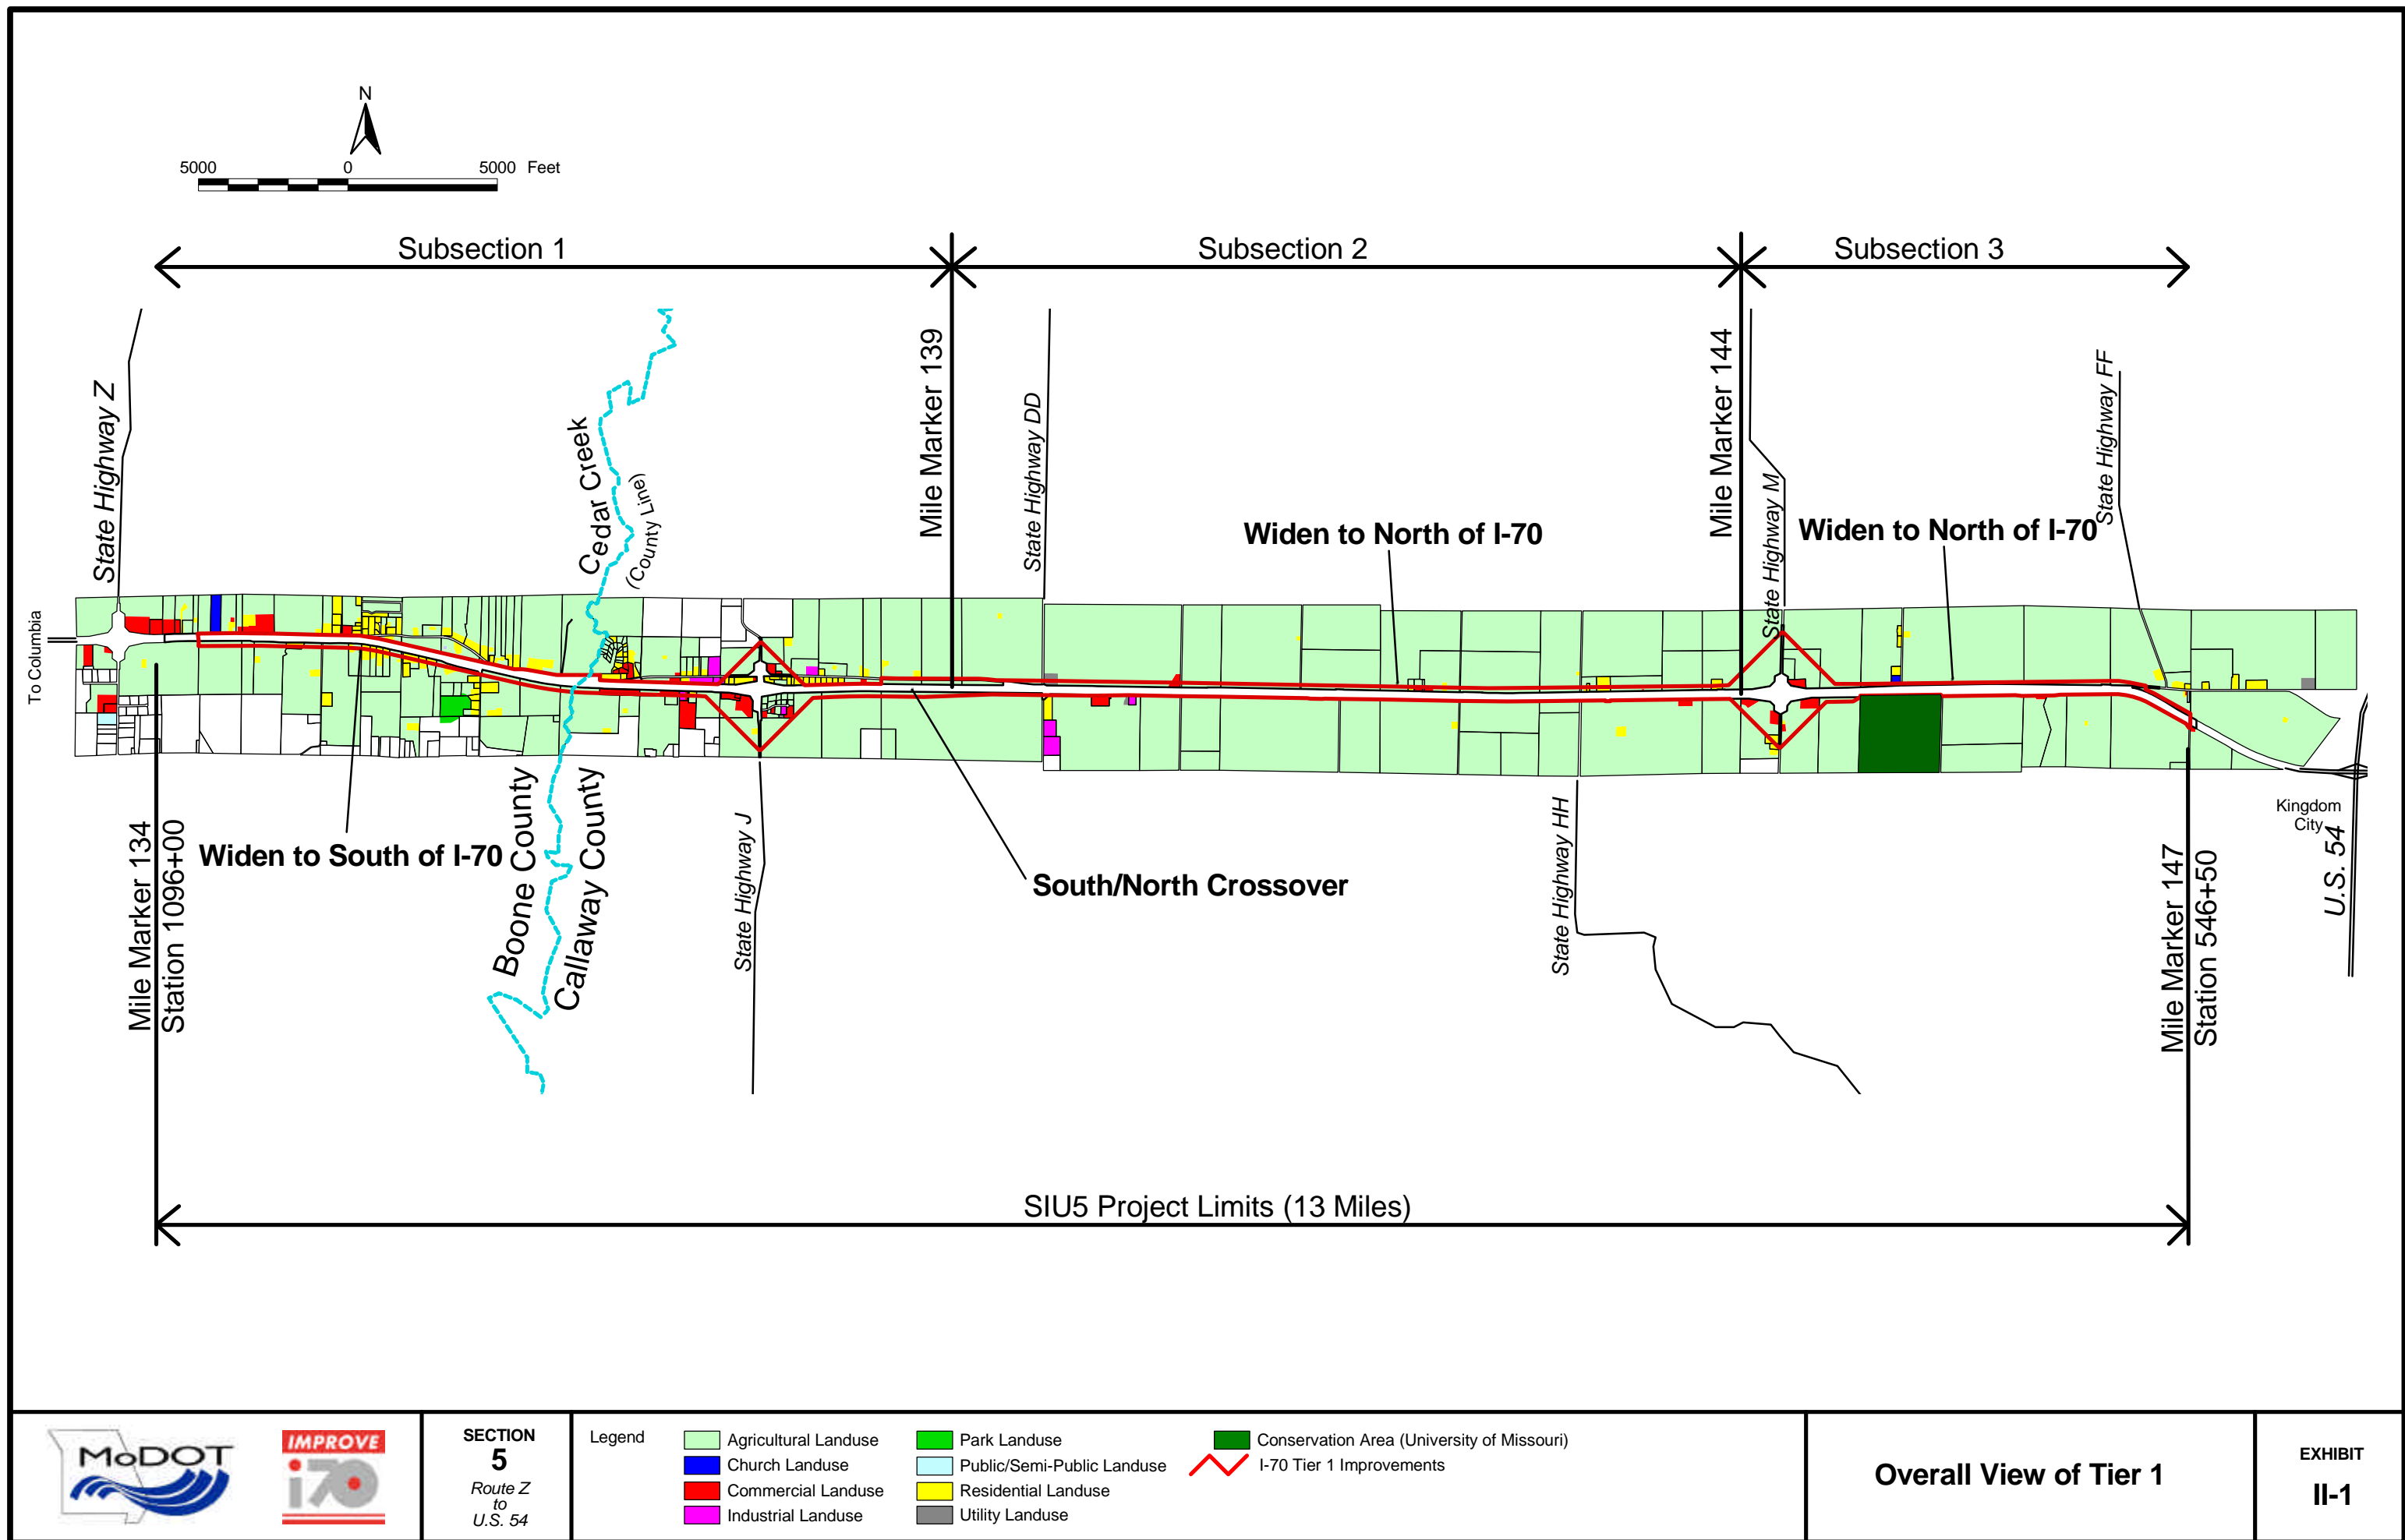 N
5000 0 5000 Feet
Subsection 1
Subsection 2
Subsection 3
State Highway Z
Cedar Creek
(County Line)
Mile Marker 139
State Highway DD
Mile Marker 144
State Highway M
State Highway FF
Widen to North of I-70
Widen to North of I-70
To Columbia
Mile Marker 134
Station 1096+00
Widen to South of I-70
Boone County
Callaway County
State Highway J
South/North Crossover
State Highway HH
Mile Marker 147
Station 546+50
Kingdom
City
U.S. 54
SIU5 Project Limits (13 Miles)
MoDOT
IMPROVE
i70
SECTION
5
Route Z
to
U.S. 54
Legend
Agricultural Landuse
Church Landuse
Commercial Landuse
Industrial Landuse
Park Landuse
Public/Semi-Public Landuse
Residential Landuse
Utility Landuse
Conservation Area (University of Missouri)
I-70 Tier 1 Improvements
Overall View of Tier 1
EXHIBIT
II-1